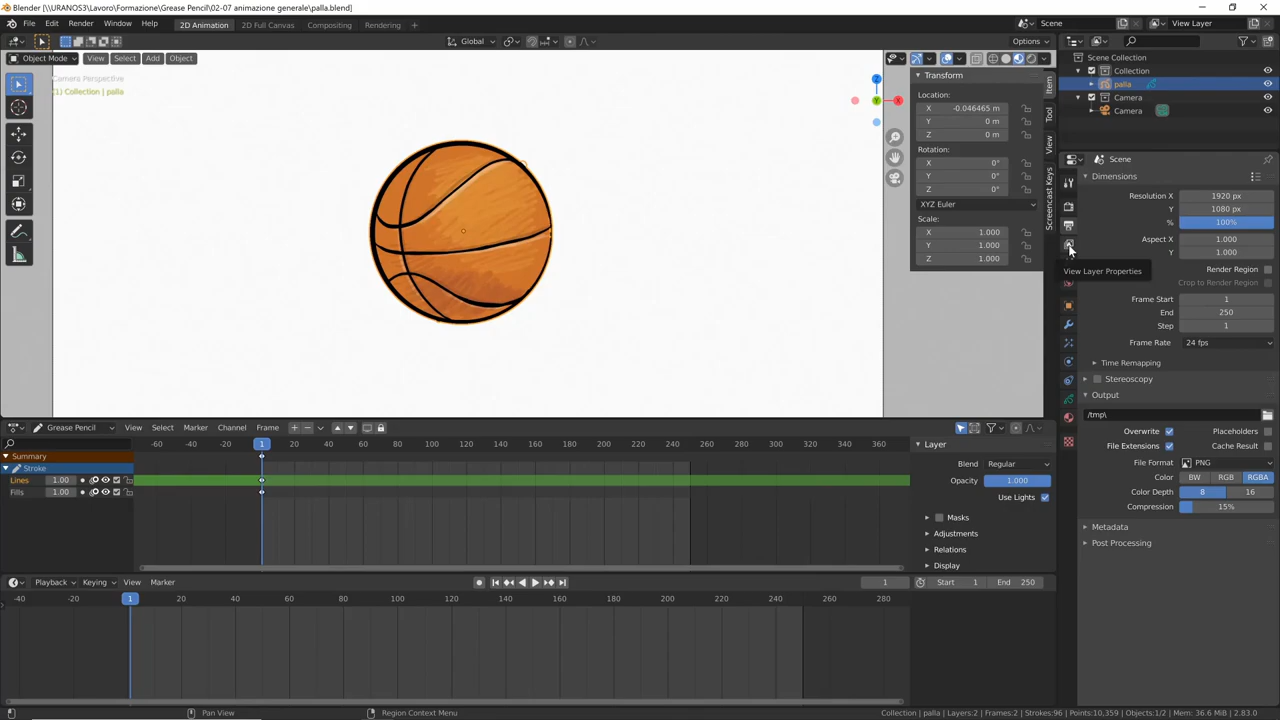 Blender [\\URANOS3\Lavoro\Formazione\Grease Pencil\02-07 animazione generale\palla.blend]
File Edit Render Window Help 2D Animation 2D Full Canvas Compositing Rendering + Scene View Layer
Global Options
Object Mode View Select Add Object
Camera Perspective
(1) Collection | palla
Z
X
Y
Transform
Location:
X -0.046465 m
Y 0 m
Z 0 m
Rotation:
X 0°
Y 0°
Z 0°
XYZ Euler
Scale:
X 1.000
Y 1.000
Z 1.000
Item
Tool
View
Screencast Keys
Scene Collection
Collection
palla
Camera
Camera
Scene
Dimensions
Resolution X 1920 px
Y 1080 px
% 100%
Aspect X 1.000
Y 1.000
View Layer Properties
Render Region
Crop to Render Region
Frame Start 1
End 250
Step 1
Frame Rate 24 fps
Time Remapping
Stereoscopy
Output
/tmp\
Overwrite Placeholders
File Extensions Cache Result
File Format PNG
Color BW RGB RGBA
Color Depth 8 16
Compression 15%
Metadata
Post Processing
Grease Pencil View Select Marker Channel Frame
-60 -40 -20 1 20 40 60 80 100 120 140 160 180 200 220 240 260 280 300 320 340 360
Summary
Stroke
Lines 1.00
Fills 1.00
Layer
Blend Regular
Opacity 1.000
Use Lights
Masks
Adjustments
Relations
Display
Playback Keying View Marker 1 Start 1 End 250
-40 -20 1 20 40 60 80 100 120 140 160 180 200 220 240 260 280
Pan View Region Context Menu Collection | palla | Layers:2 | Frames:2 | Strokes:96 | Points:10,359 | Objects:1/2 | Mem: 36.6 MiB | 2.83.0